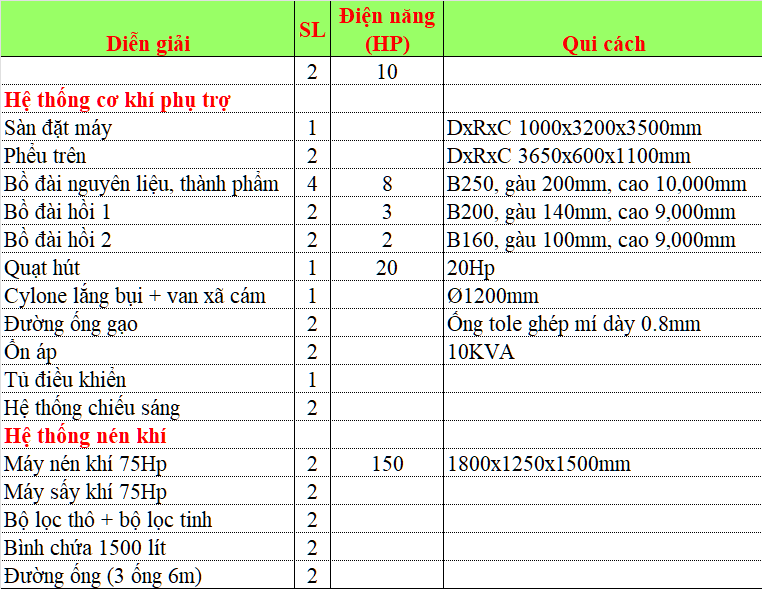 Diễn giải SL Điện năng (HP) Qui cách
2 10
Hệ thống cơ khí phụ trợ
Sàn đặt máy 1 DxRxC 1000x3200x3500mm
Phểu trên 2 DxRxC 3650x600x1100mm
Bồ đài nguyên liệu, thành phẩm 4 8 B250, gàu 200mm, cao 10,000mm
Bồ đài hồi 1 2 3 B200, gàu 140mm, cao 9,000mm
Bồ đài hồi 2 2 2 B160, gàu 100mm, cao 9,000mm
Quạt hút 1 20 20Hp
Cylone lắng bụi + van xã cám 1 Ø1200mm
Đường ống gạo 2 Ống tole ghép mí dày 0.8mm
Ổn áp 2 10KVA
Tủ điều khiển 1
Hệ thống chiếu sáng 2
Hệ thống nén khí
Máy nén khí 75Hp 2 150 1800x1250x1500mm
Máy sấy khí 75Hp 2
Bộ lọc thô + bộ lọc tinh 2
Bình chứa 1500 lít 2
Đường ống (3 ống 6m) 2